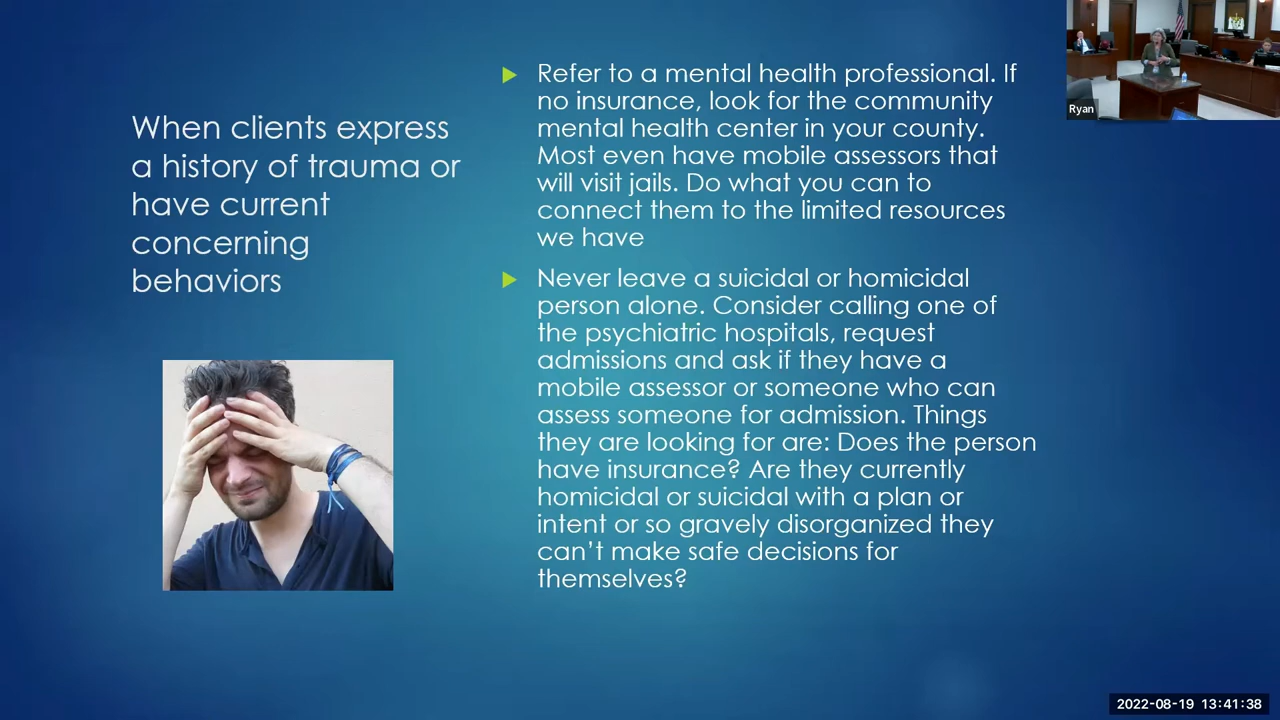 When clients express
a history of trauma or
have current
concerning
behaviors
Refer to a mental health professional. If
no insurance, look for the community
mental health center in your county.
Most even have mobile assessors that
will visit jails. Do what you can to
connect them to the limited resources
we have
Never leave a suicidal or homicidal
person alone. Consider calling one of
the psychiatric hospitals, request
admissions and ask if they have a
mobile assessor or someone who can
assess someone for admission. Things
they are looking for are: Does the person
have insurance? Are they currently
homicidal or suicidal with a plan or
intent or so gravely disorganized they
can’t make safe decisions for
themselves?
Ryan
2022-08-19 13:41:38